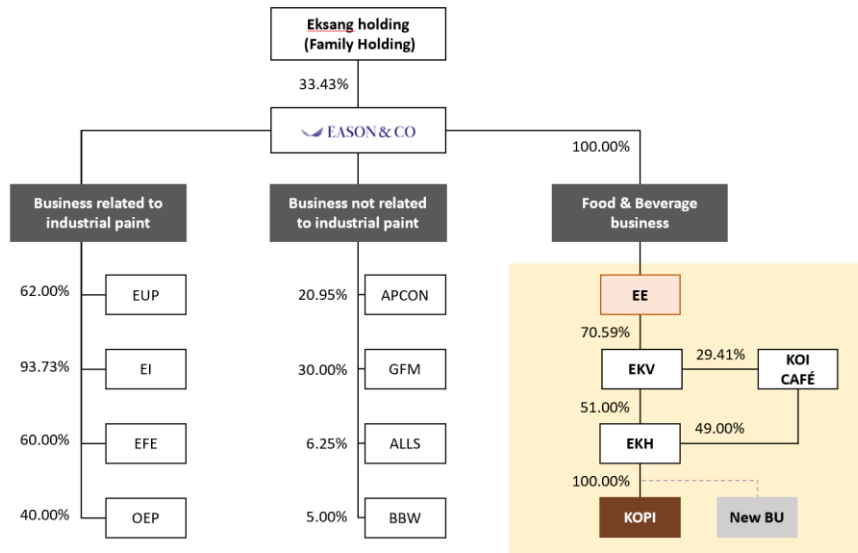 Eksang holding
(Family Holding)
33.43%
EASON & CO
100.00%
Business related to
industrial paint
Business not related
to industrial paint
Food & Beverage
business
62.00%
EUP
20.95%
APCON
EE
70.59%
93.73%
EI
30.00%
GFM
EKV
29.41%
KOI
CAFÉ
51.00%
60.00%
EFE
6.25%
ALLS
EKH
49.00%
100.00%
40.00%
OEP
5.00%
BBW
KOPI
New BU